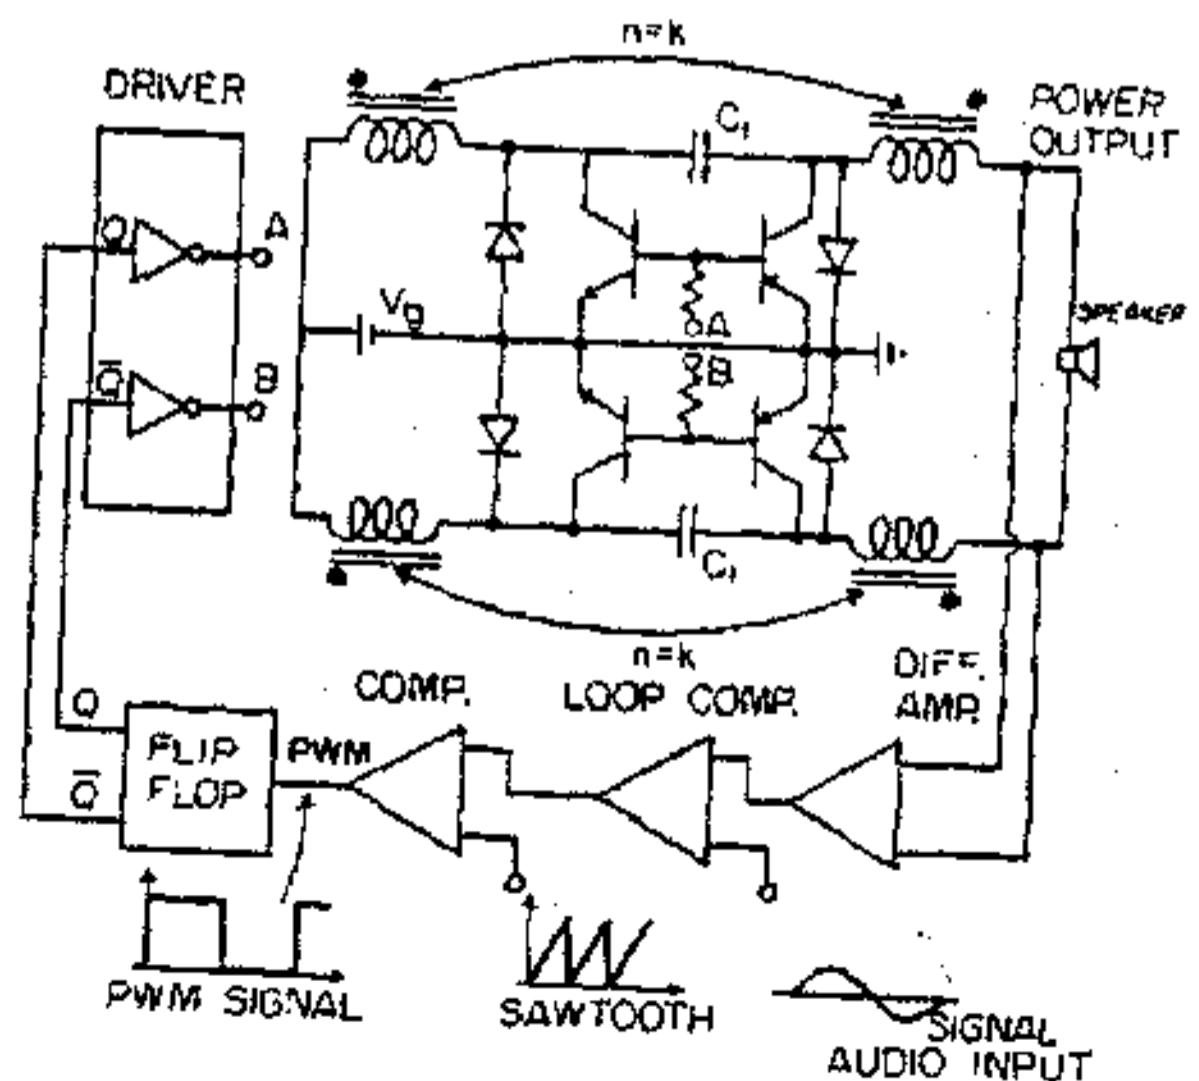 n=k
DRIVER
POWER
OUTPUT
C₁
Q
A
Vg
A
SPEAKER
Q̅
B
B
C₁
n=k
COMP.
LOOP COMP.
DIFF.
AMP.
Q
FLIP
FLOP
PWM
Q̅
PWM SIGNAL
SAWTOOTH
SIGNAL
AUDIO INPUT